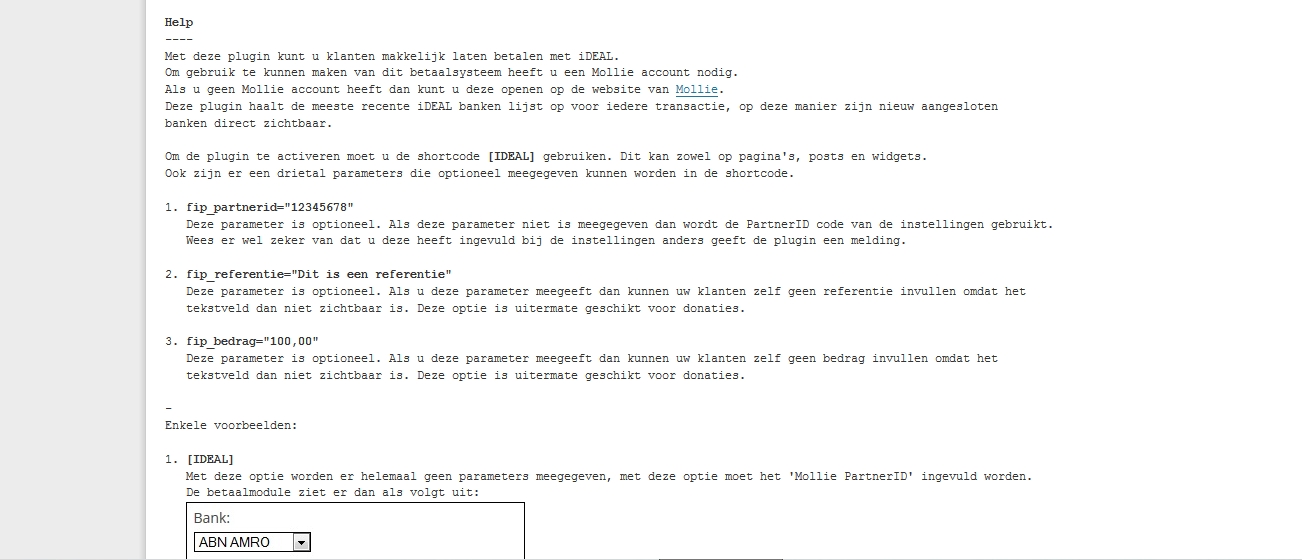 Help
----
Met deze plugin kunt u klanten makkelijk laten betalen met iDEAL.
Om gebruik te kunnen maken van dit betaalsysteem heeft u een Mollie account nodig.
Als u geen Mollie account heeft dan kunt u deze openen op de website van Mollie.
Deze plugin haalt de meeste recente iDEAL banken lijst op voor iedere transactie, op deze manier zijn nieuw aangesloten
banken direct zichtbaar.
Om de plugin te activeren moet u de shortcode [IDEAL] gebruiken. Dit kan zowel op pagina's, posts en widgets.
Ook zijn er een drietal parameters die optioneel meegegeven kunnen worden in de shortcode.
1. fip_partnerid="12345678"
Deze parameter is optioneel. Als deze parameter niet is meegegeven dan wordt de PartnerID code van de instellingen gebruikt.
Wees er wel zeker van dat u deze heeft ingevuld bij de instellingen anders geeft de plugin een melding.
2. fip_referentie="Dit is een referentie"
Deze parameter is optioneel. Als u deze parameter meegeeft dan kunnen uw klanten zelf geen referentie invullen omdat het
tekstveld dan niet zichtbaar is. Deze optie is uitermate geschikt voor donaties.
3. fip_bedrag="100,00"
Deze parameter is optioneel. Als u deze parameter meegeeft dan kunnen uw klanten zelf geen bedrag invullen omdat het
tekstveld dan niet zichtbaar is. Deze optie is uitermate geschikt voor donaties.
-
Enkele voorbeelden:
1. [IDEAL]
Met deze optie worden er helemaal geen parameters meegegeven, met deze optie moet het 'Mollie PartnerID' ingevuld worden.
De betaalmodule ziet er dan als volgt uit:
Bank:
ABN AMRO